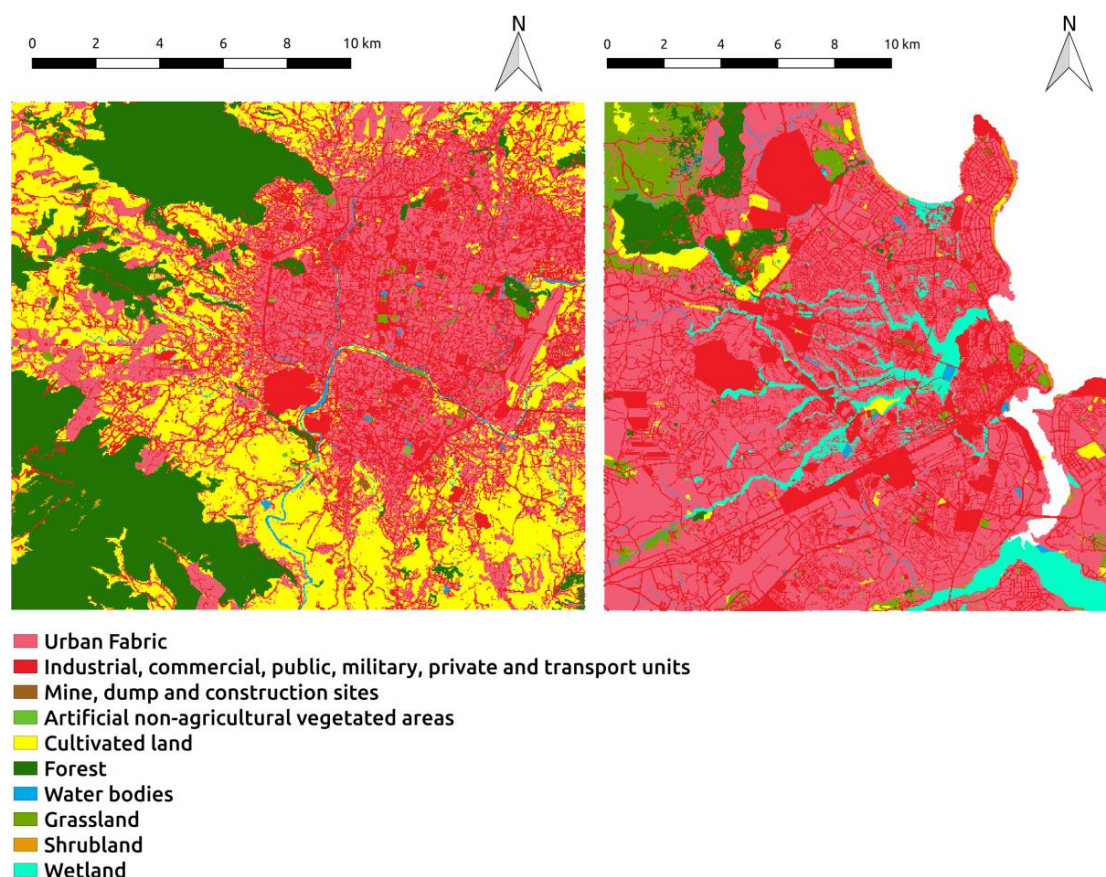 N
0 2 4 6 8 10 km
N
0 2 4 6 8 10 km
Urban Fabric
Industrial, commercial, public, military, private and transport units
Mine, dump and construction sites
Artificial non-agricultural vegetated areas
Cultivated land
Forest
Water bodies
Grassland
Shrubland
Wetland